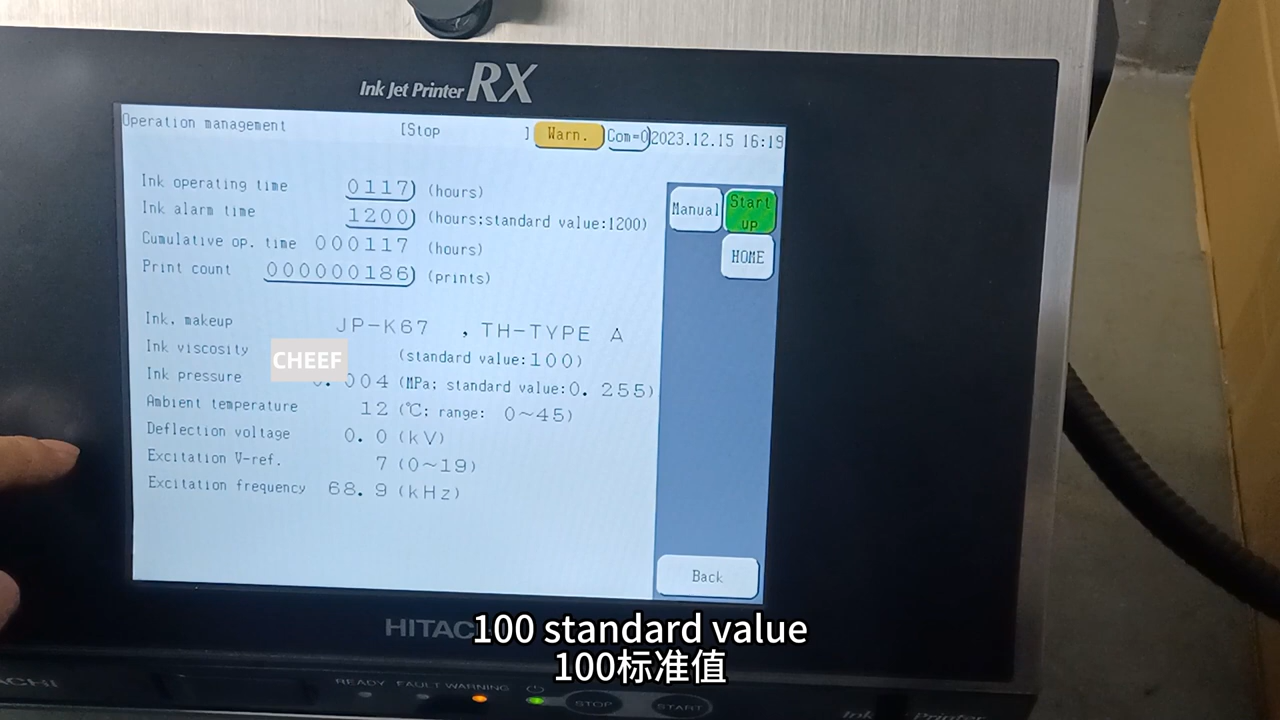 Ink Jet Printer RX
Operation management [Stop ] Warn. Com=0 2023.12.15 16:19
Ink operating time 0117 (hours)
Ink alarm time 1200 (hours:standard value:1200)
Cumulative op. time 000117 (hours)
Print count 000000186 (prints)
Manual
Start up
HOME
Ink, makeup JP-K67 , TH-TYPE A
Ink viscosity (standard value:100)
CHEEF
Ink pressure 0.004 (MPa: standard value:0.255)
Ambient temperature 12 (℃: range: 0~45)
Deflection voltage 0.0 (kV)
Excitation V-ref. 7 (0~19)
Excitation frequency 68.9 (kHz)
Back
HITAC
100 standard value
100标准值
READY FAULT WARNING
STOP
START